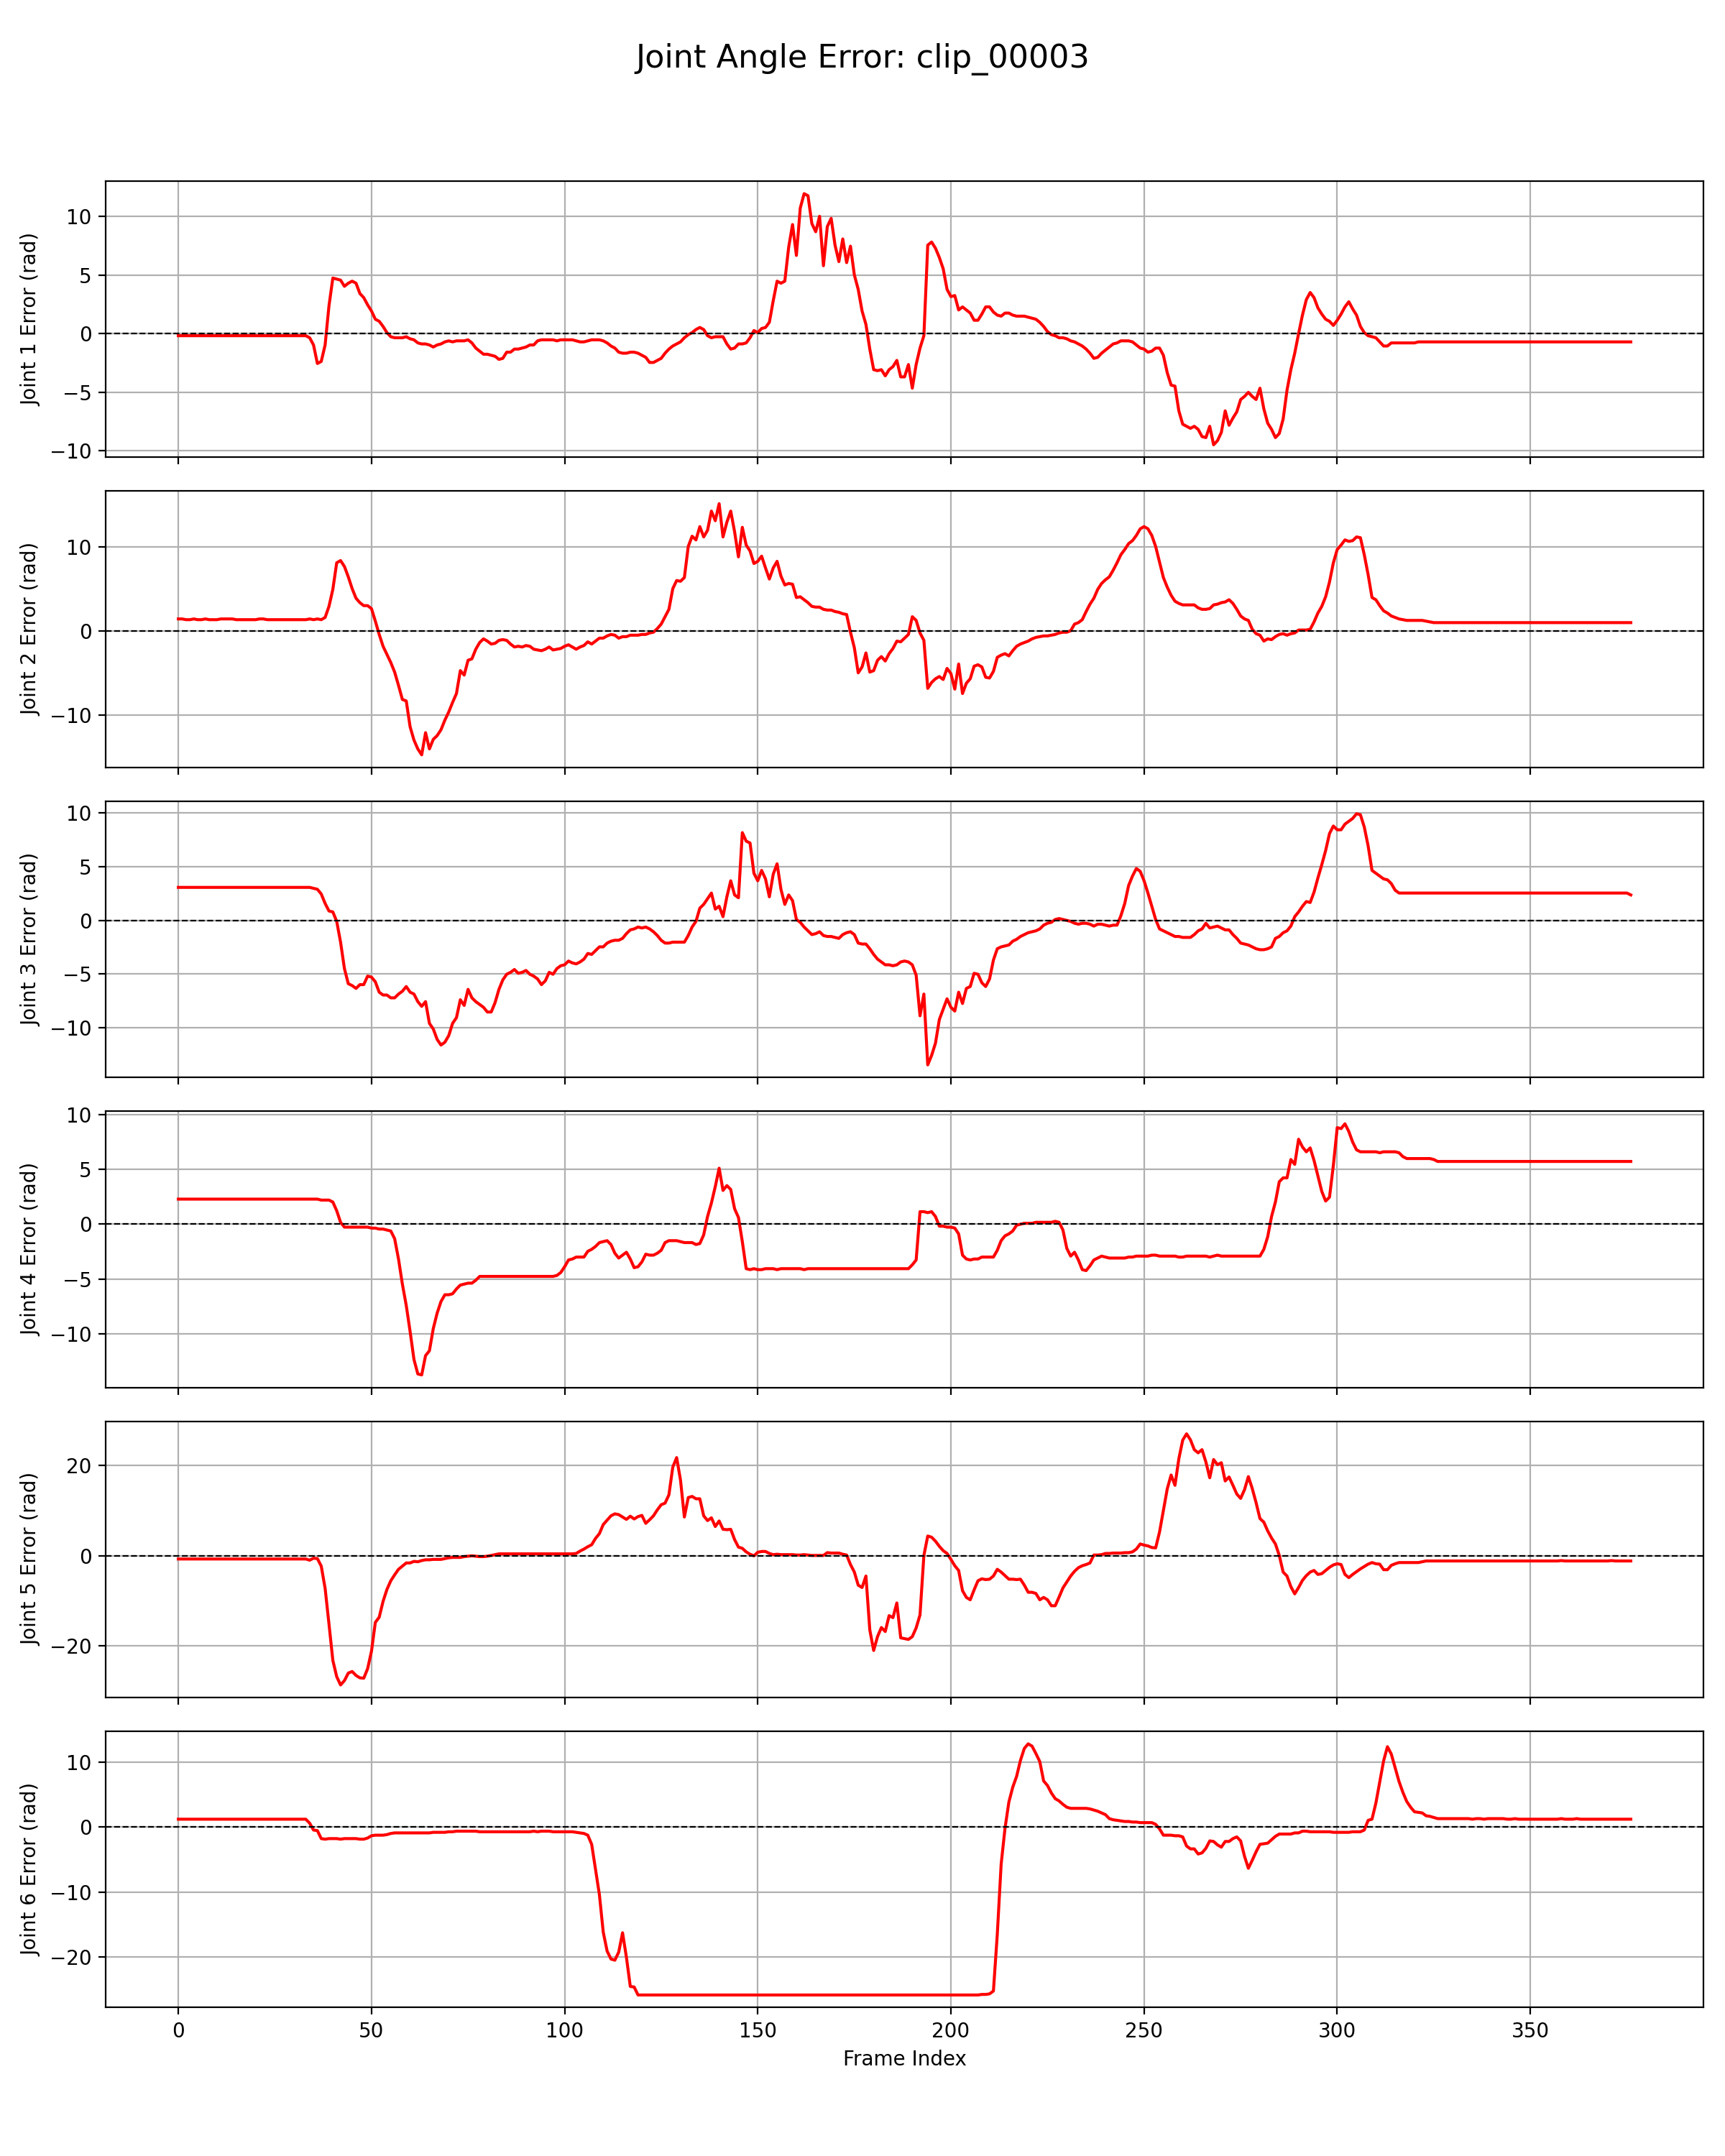 Joint Angle Error: clip_00003
Joint 1 Error (rad)
10
5
0
−5
−10
Joint 2 Error (rad)
10
0
−10
Joint 3 Error (rad)
10
5
0
−5
−10
Joint 4 Error (rad)
10
5
0
−5
−10
Joint 5 Error (rad)
20
0
−20
Joint 6 Error (rad)
10
0
−10
−20
0 50 100 150 200 250 300 350
Frame Index